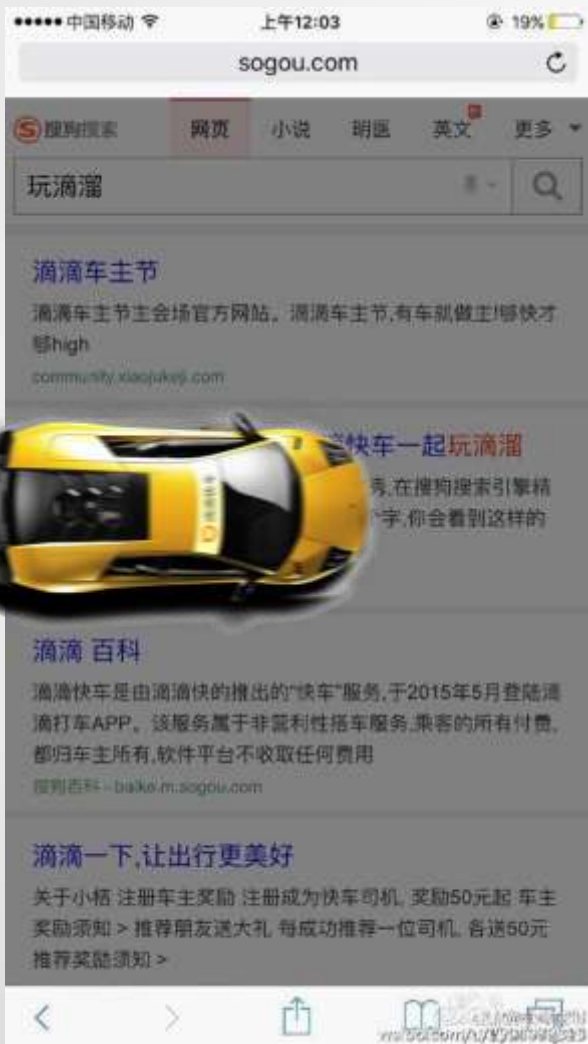 中国移动 上午12:03 19%
sogou.com
搜狗搜索 网页 小说 明医 英文 更多
玩滴溜
滴滴车主节
滴滴车主节主会场官方网站。滴滴车主节,有车就做主!够快才
够high
community.xiaojukeji.com
快车一起玩滴溜
秀,在搜狗搜索引擎精
字,你会看到这样的
滴滴快车
滴滴 百科
滴滴快车是由滴滴快的推出的"快车"服务,于2015年5月登陆滴
滴打车APP。该服务属于非营利性搭车服务,乘客的所有付费,
都归车主所有,软件平台不收取任何费用
搜狗百科 - baike.m.sogou.com
滴滴一下,让出行更美好
关于小桔 注册车主奖励 注册成为快车司机, 奖励50元起 车主
奖励须知 > 推荐朋友送大礼 每成功推荐一位司机, 各送50元
推荐奖励须知 >